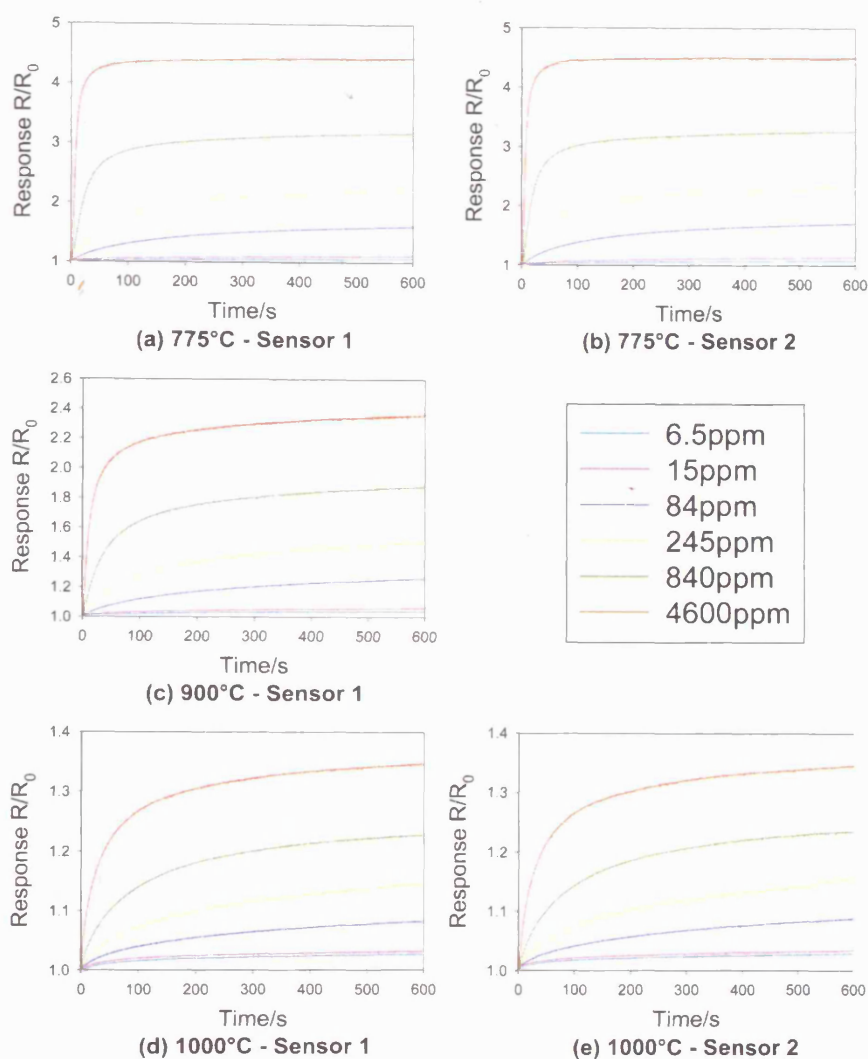 Response R/R0
5
4
3
2
1
0 100 200 300 400 500 600
Time/s
(a) 775°C - Sensor 1
Response R/R0
5
4
3
2
1
0 100 200 300 400 500 600
Time/s
(b) 775°C - Sensor 2
Response R/R0
2.6
2.4
2.2
2.0
1.8
1.6
1.4
1.2
1.0
0 100 200 300 400 500 600
Time/s
(c) 900°C - Sensor 1
6.5ppm
15ppm
84ppm
245ppm
840ppm
4600ppm
Response R/R0
1.4
1.3
1.2
1.1
1.0
0 100 200 300 400 500 600
Time/s
(d) 1000°C - Sensor 1
Response R/R0
1.4
1.3
1.2
1.1
1.0
0 100 200 300 400 500 600
Time/s
(e) 1000°C - Sensor 2